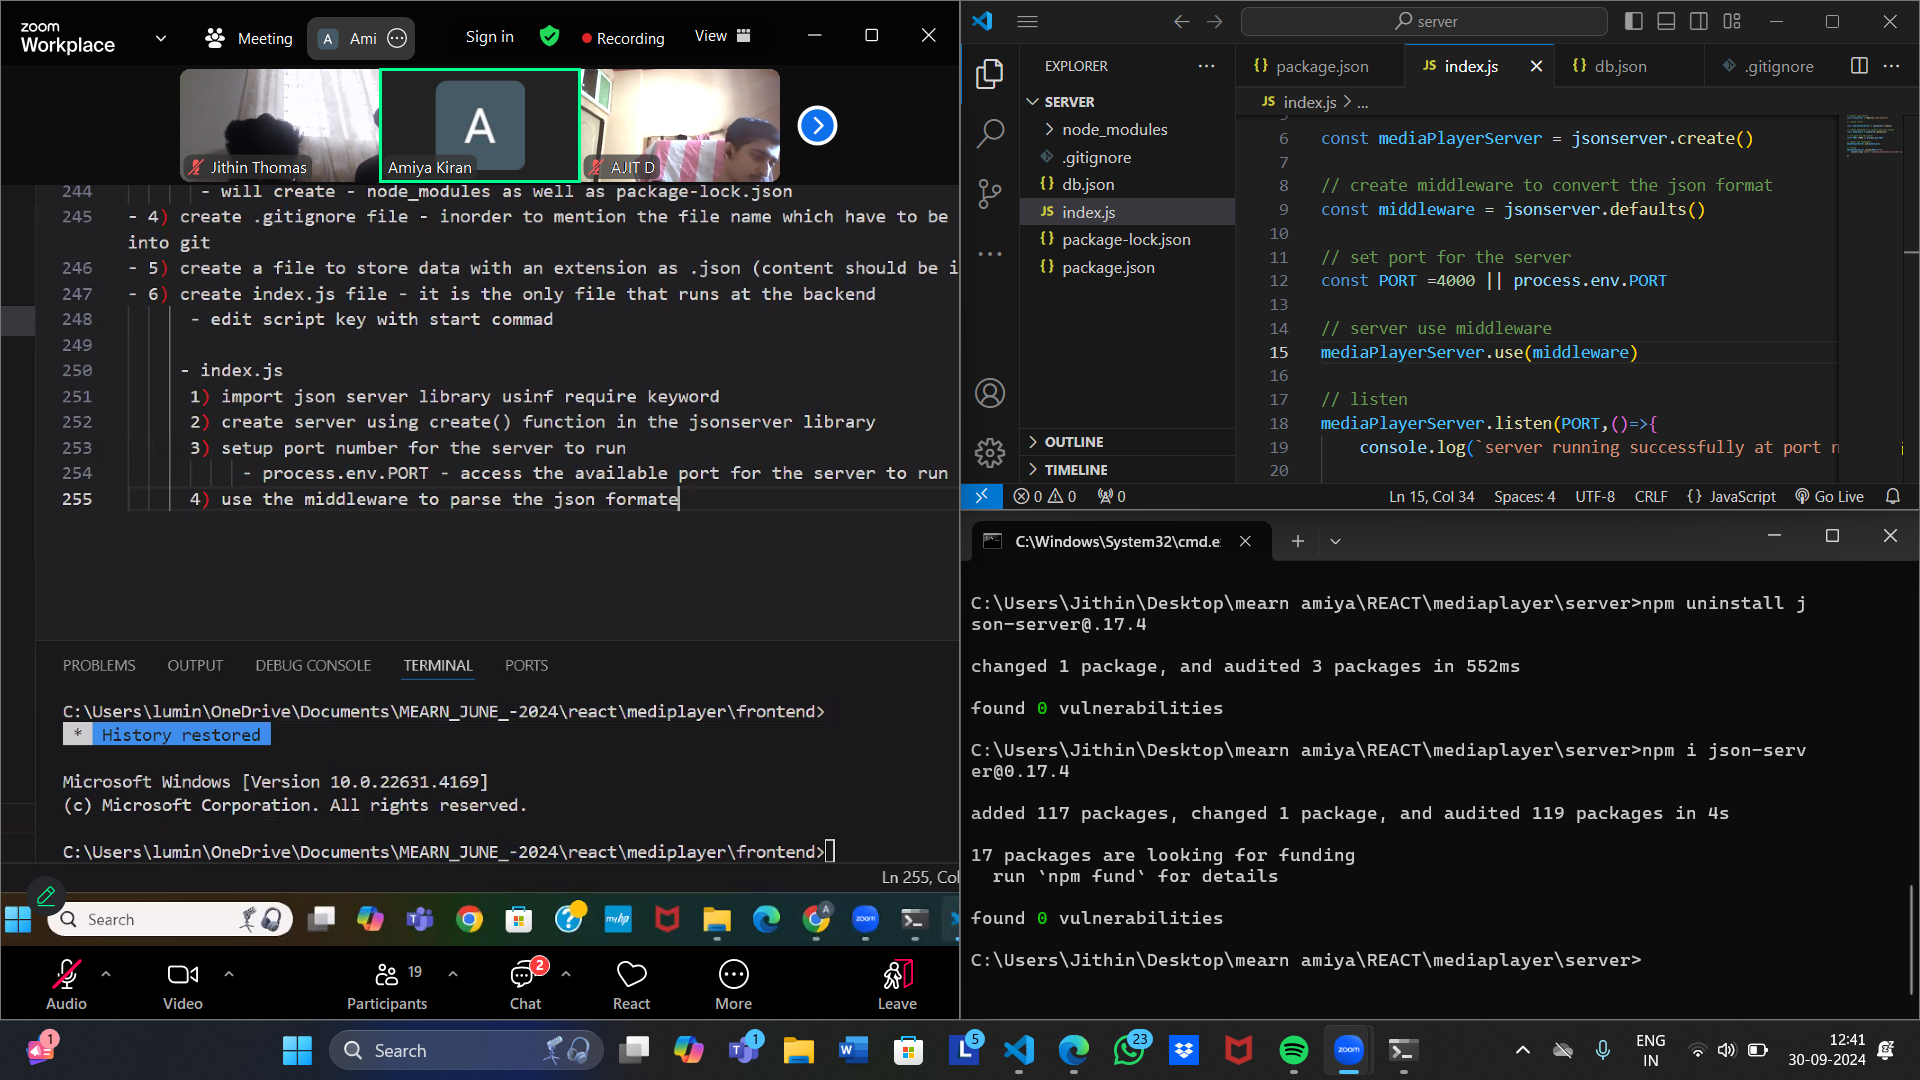 zoom
Workplace
Meeting
A Ami
Sign in
Recording
View
Jithin Thomas
A
Amiya Kiran
AJIT D
244 - will create - node_modules as well as package-lock.json
245 - 4) create .gitignore file - inorder to mention the file name which have to be
into git
246 - 5) create a file to store data with an extension as .json (content should be i
247 - 6) create index.js file - it is the only file that runs at the backend
248 - edit script key with start commad
249
250 - index.js
251 1) import json server library usinf require keyword
252 2) create server using create() function in the jsonserver library
253 3) setup port number for the server to run
254 - process.env.PORT - access the available port for the server to run
255 4) use the middleware to parse the json formate
PROBLEMS OUTPUT DEBUG CONSOLE TERMINAL PORTS
C:\Users\lumin\OneDrive\Documents\MEARN_JUNE_-2024\react\mediplayer\frontend>
* History restored
Microsoft Windows [Version 10.0.22631.4169]
(c) Microsoft Corporation. All rights reserved.
C:\Users\lumin\OneDrive\Documents\MEARN_JUNE_-2024\react\mediplayer\frontend>
Ln 255, Col
Search
myhp
zoom
Audio
Video
Participants 19
Chat 2
React
More
Leave
server
EXPLORER
SERVER
node_modules
.gitignore
{} db.json
JS index.js
{} package-lock.json
{} package.json
OUTLINE
TIMELINE
{} package.json
JS index.js
{} db.json
.gitignore
JS index.js > ...
6 const mediaPlayerServer = jsonserver.create()
7
8 // create middleware to convert the json format
9 const middleware = jsonserver.defaults()
10
11 // set port for the server
12 const PORT =4000 || process.env.PORT
13
14 // server use middleware
15 mediaPlayerServer.use(middleware)
16
17 // listen
18 mediaPlayerServer.listen(PORT,()=>{
19 console.log(`server running successfully at port n
20
0 0 0 Ln 15, Col 34 Spaces: 4 UTF-8 CRLF {} JavaScript Go Live
C:\Windows\System32\cmd.e
C:\Users\Jithin\Desktop\mearn amiya\REACT\mediaplayer\server>npm uninstall j
son-server@.17.4
changed 1 package, and audited 3 packages in 552ms
found 0 vulnerabilities
C:\Users\Jithin\Desktop\mearn amiya\REACT\mediaplayer\server>npm i json-serv
er@0.17.4
added 117 packages, changed 1 package, and audited 119 packages in 4s
17 packages are looking for funding
run `npm fund` for details
found 0 vulnerabilities
C:\Users\Jithin\Desktop\mearn amiya\REACT\mediaplayer\server>
1
Search
1
5
23
zoom
ENG
IN
12:41
30-09-2024